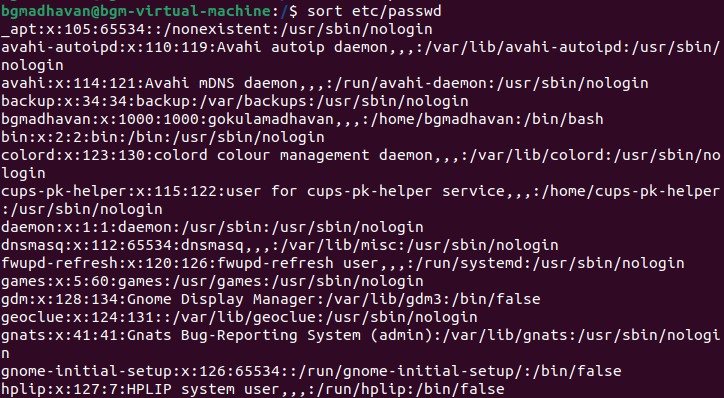 bgmadhavan@bgm-virtual-machine:/$ sort etc/passwd
_apt:x:105:65534::/nonexistent:/usr/sbin/nologin
avahi-autoipd:x:110:119:Avahi autoip daemon,,,:/var/lib/avahi-autoipd:/usr/sbin/
nologin
avahi:x:114:121:Avahi mDNS daemon,,,:/run/avahi-daemon:/usr/sbin/nologin
backup:x:34:34:backup:/var/backups:/usr/sbin/nologin
bgmadhavan:x:1000:1000:gokulamadhavan,,,:/home/bgmadhavan:/bin/bash
bin:x:2:2:bin:/bin:/usr/sbin/nologin
colord:x:123:130:colord colour management daemon,,,:/var/lib/colord:/usr/sbin/no
login
cups-pk-helper:x:115:122:user for cups-pk-helper service,,,:/home/cups-pk-helper
:/usr/sbin/nologin
daemon:x:1:1:daemon:/usr/sbin:/usr/sbin/nologin
dnsmasq:x:112:65534:dnsmasq,,,:/var/lib/misc:/usr/sbin/nologin
fwupd-refresh:x:120:126:fwupd-refresh user,,,:/run/systemd:/usr/sbin/nologin
games:x:5:60:games:/usr/games:/usr/sbin/nologin
gdm:x:128:134:Gnome Display Manager:/var/lib/gdm3:/bin/false
geoclue:x:124:131::/var/lib/geoclue:/usr/sbin/nologin
gnats:x:41:41:Gnats Bug-Reporting System (admin):/var/lib/gnats:/usr/sbin/nologi
n
gnome-initial-setup:x:126:65534::/run/gnome-initial-setup/:/bin/false
hplip:x:127:7:HPLIP system user,,,:/run/hplip:/bin/false